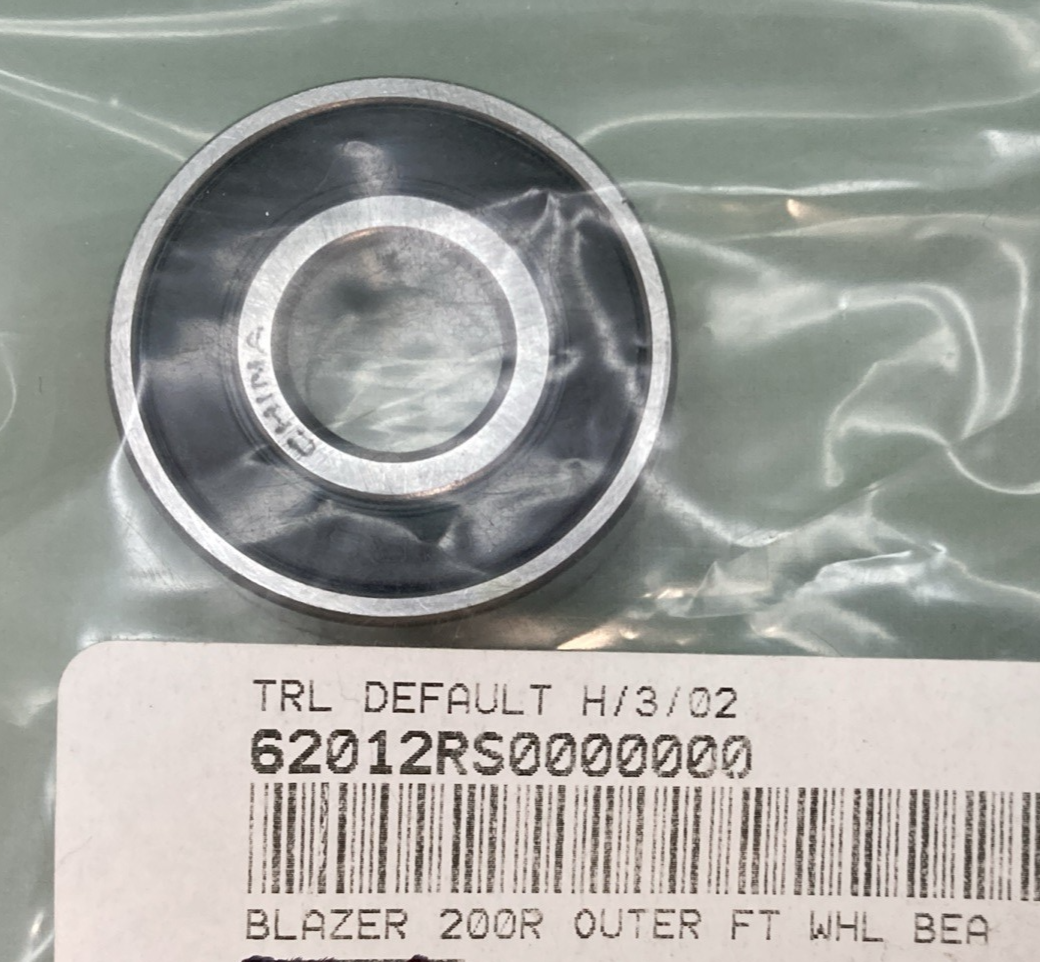 CHINA
TRL DEFAULT H/3/02
62012RS0000000
BLAZER 200R OUTER FT WHL BEA